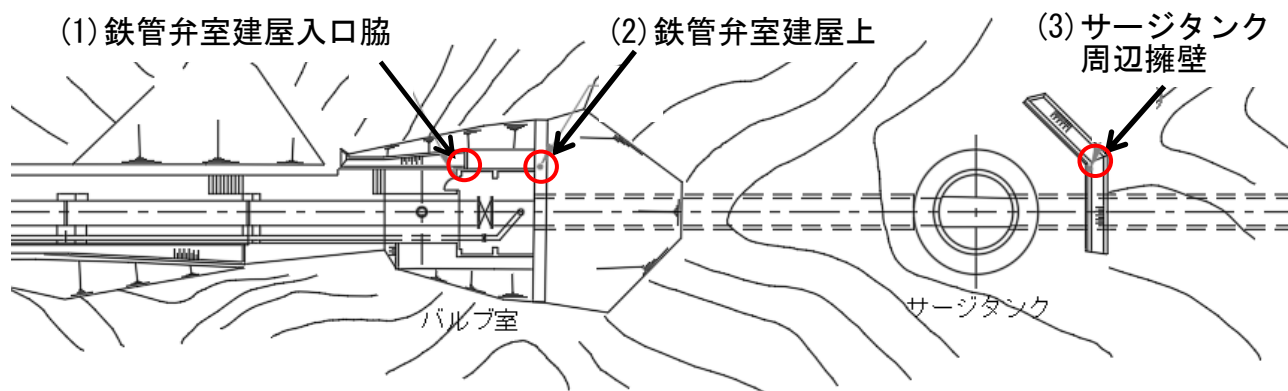 (1)鉄管弁室建屋入口脇
(2)鉄管弁室建屋上
(3)サージタンク
周辺擁壁
バルブ室
サージタンク